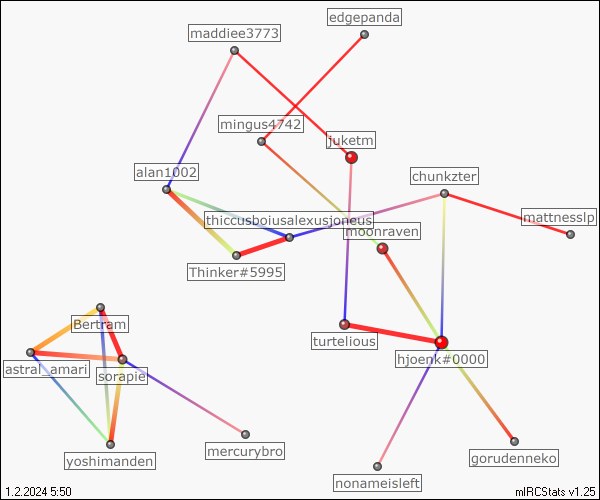 edgepanda
maddiee3773
mingus4742
juketm
alan1002
chunkzter
thiccusboiusalexusjoneus
mattnesslp
moonraven
Thinker#5995
Bertram
turtelious
hjoenk#0000
astral_amari
sorapie
mercurybro
gorudenneko
yoshimanden
nonameisleft
1.2.2024 5:50
mIRCStats v1.25